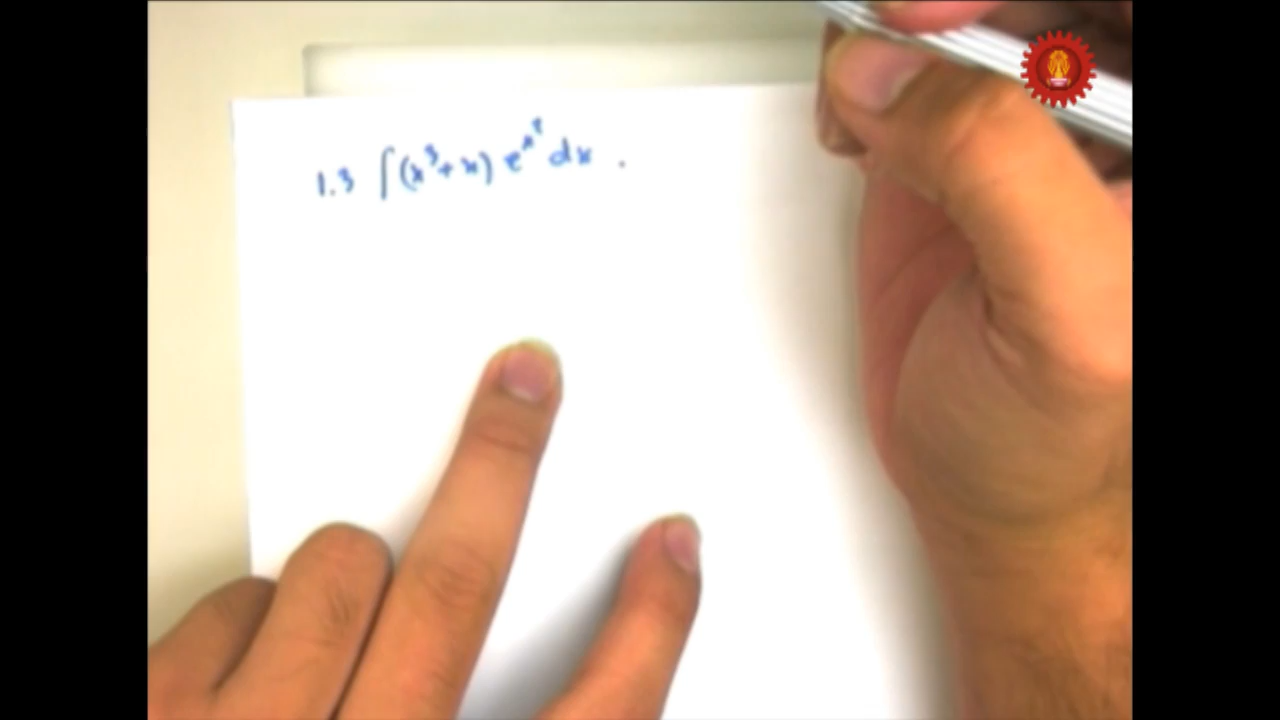 1.3 ∫(x³+x) e^{x²} dx .